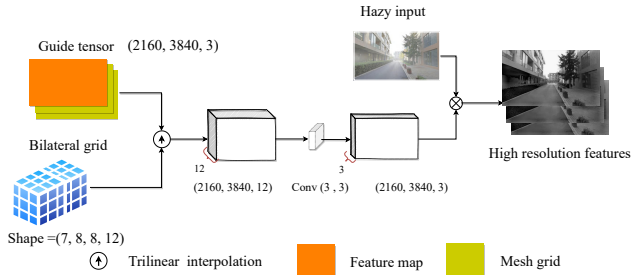 Hazy input
Guide tensor (2160, 3840, 3)
Bilateral grid
12
3
(2160, 3840, 12)
Conv (3 , 3)
(2160, 3840, 3)
High resolution features
Shape =(7, 8, 8, 12)
Trilinear interpolation
Feature map
Mesh grid